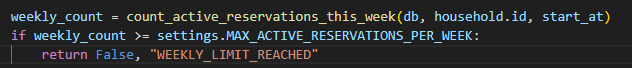 weekly_count = count_active_reservations_this_week(db, household.id, start_at)
if weekly_count >= settings.MAX_ACTIVE_RESERVATIONS_PER_WEEK:
    return False, "WEEKLY_LIMIT_REACHED"